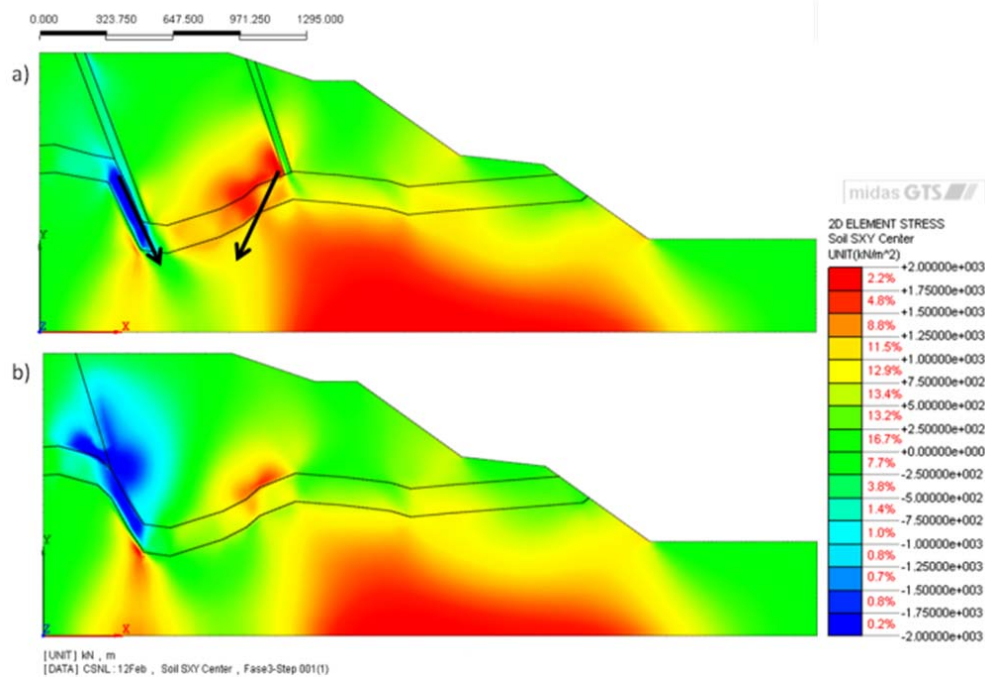 0.000 323.750 647.500 971.250 1295.000
a)
Y
Z X
midas GTS
2D ELEMENT STRESS
Soil SXY Center
UNIT(kN/m^2)
+2.00000e+003
2.2%
+1.75000e+003
4.8%
+1.50000e+003
8.8%
+1.25000e+003
11.5%
+1.00000e+003
12.9%
+7.50000e+002
13.4%
+5.00000e+002
13.2%
+2.50000e+002
16.7%
+0.00000e+000
7.7%
-2.50000e+002
3.8%
-5.00000e+002
1.4%
-7.50000e+002
1.0%
-1.00000e+003
0.8%
-1.25000e+003
0.7%
-1.50000e+003
0.8%
-1.75000e+003
0.2%
-2.00000e+003
b)
Y
Z X
[UNIT] kN , m
[DATA] CSNL : 12Feb , Soil SXY Center , Fase3-Step 001(1)